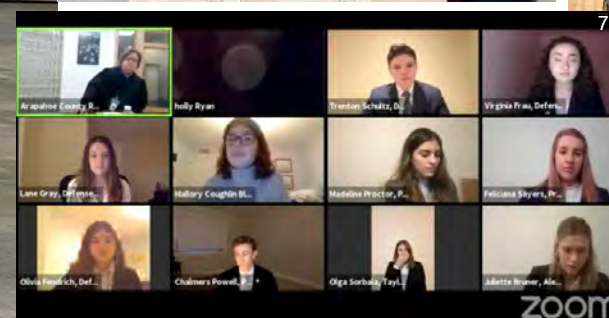 7
Arapahoe County R...
holly Ryan
Trenton Schultz, D...
Virginia Frau, Defen...
Lane Gray, Defense...
Mallory Coughlin Bl...
Madeline Proctor, P...
Feliciana Sayers, Pr...
Olivia Fendrich, Def...
Chalmers Powell, P...
Olga Sorbaia, Tayl...
Juliette Bruner, Ale...
zoom